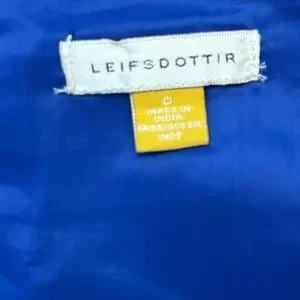 LEIFSDOTTIR
0
MADE IN
INDIA
FABRIQUE EN
INDE